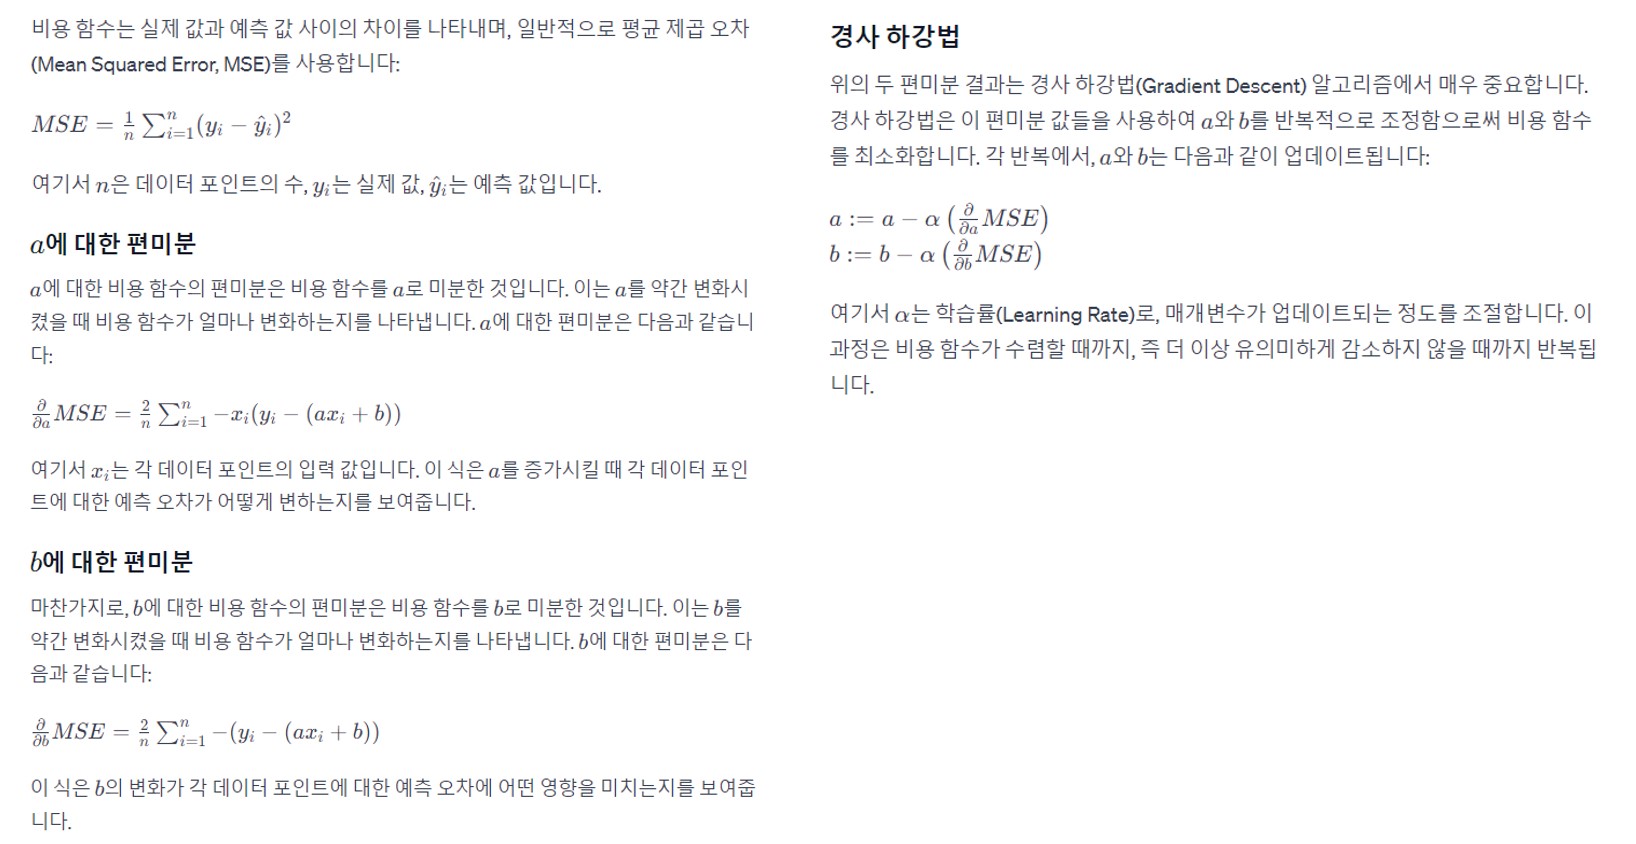 비용 함수는 실제 값과 예측 값 사이의 차이를 나타내며, 일반적으로 평균 제곱 오차
(Mean Squared Error, MSE)를 사용합니다:
MSE = \frac{1}{n} \sum_{i=1}^{n} (y_i - \hat{y}_i)^2
여기서 n은 데이터 포인트의 수, y_i는 실제 값, \hat{y}_i는 예측 값입니다.
a에 대한 편미분
a에 대한 비용 함수의 편미분은 비용 함수를 a로 미분한 것입니다. 이는 a를 약간 변화시
켰을 때 비용 함수가 얼마나 변화하는지를 나타냅니다. a에 대한 편미분은 다음과 같습니
다:
\frac{∂}{∂a} MSE = \frac{2}{n} \sum_{i=1}^{n} -x_i(y_i - (ax_i + b))
여기서 x_i는 각 데이터 포인트의 입력 값입니다. 이 식은 a를 증가시킬 때 각 데이터 포인
트에 대한 예측 오차가 어떻게 변하는지를 보여줍니다.
b에 대한 편미분
마찬가지로, b에 대한 비용 함수의 편미분은 비용 함수를 b로 미분한 것입니다. 이는 b를
약간 변화시켰을 때 비용 함수가 얼마나 변화하는지를 나타냅니다. b에 대한 편미분은 다
음과 같습니다:
\frac{∂}{∂b} MSE = \frac{2}{n} \sum_{i=1}^{n} -(y_i - (ax_i + b))
이 식은 b의 변화가 각 데이터 포인트에 대한 예측 오차에 어떤 영향을 미치는지를 보여줍
니다.
경사 하강법
위의 두 편미분 결과는 경사 하강법(Gradient Descent) 알고리즘에서 매우 중요합니다.
경사 하강법은 이 편미분 값들을 사용하여 a와 b를 반복적으로 조정함으로써 비용 함수
를 최소화합니다. 각 반복에서, a와 b는 다음과 같이 업데이트됩니다:
a := a - α (\frac{∂}{∂a} MSE)
b := b - α (\frac{∂}{∂b} MSE)
여기서 α는 학습률(Learning Rate)로, 매개변수가 업데이트되는 정도를 조절합니다. 이
과정은 비용 함수가 수렴할 때까지, 즉 더 이상 유의미하게 감소하지 않을 때까지 반복됩
니다.